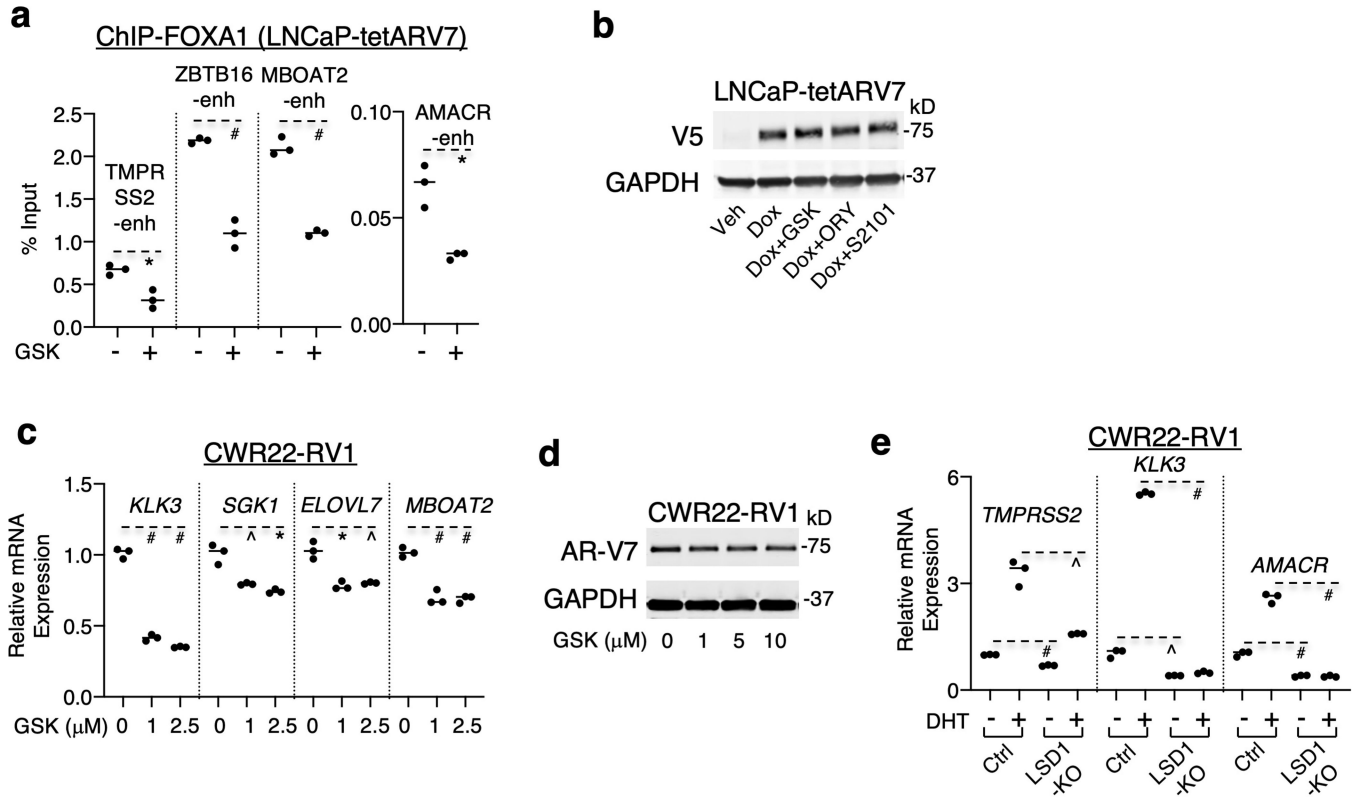 a
ChIP-FOXA1 (LNCaP-tetARV7)
ZBTB16 MBOAT2
-enh -enh
TMPR
SS2
-enh
AMACR
-enh
% Input
2.5
2.0
1.5
1.0
0.5
0.0
0.10
0.05
0.00
* # # *
GSK - + - + - + - +
b
LNCaP-tetARV7
kD
V5 -75
GAPDH -37
Veh Dox Dox+GSK Dox+ORY Dox+S2101
c
CWR22-RV1
KLK3 SGK1 ELOVL7 MBOAT2
# # ^ * * ^ # #
Relative mRNA
Expression
1.5
1.0
0.5
0.0
GSK (μM) 0 1 2.5 0 1 2.5 0 1 2.5 0 1 2.5
d
CWR22-RV1 kD
AR-V7 -75
GAPDH -37
GSK (μM) 0 1 5 10
e
CWR22-RV1
KLK3
TMPRSS2
AMACR
# ^ ^ # # #
Relative mRNA
Expression
6
3
0
DHT - + - + - + - + - + - +
Ctrl LSD1 Ctrl LSD1 Ctrl LSD1
-KO -KO -KO